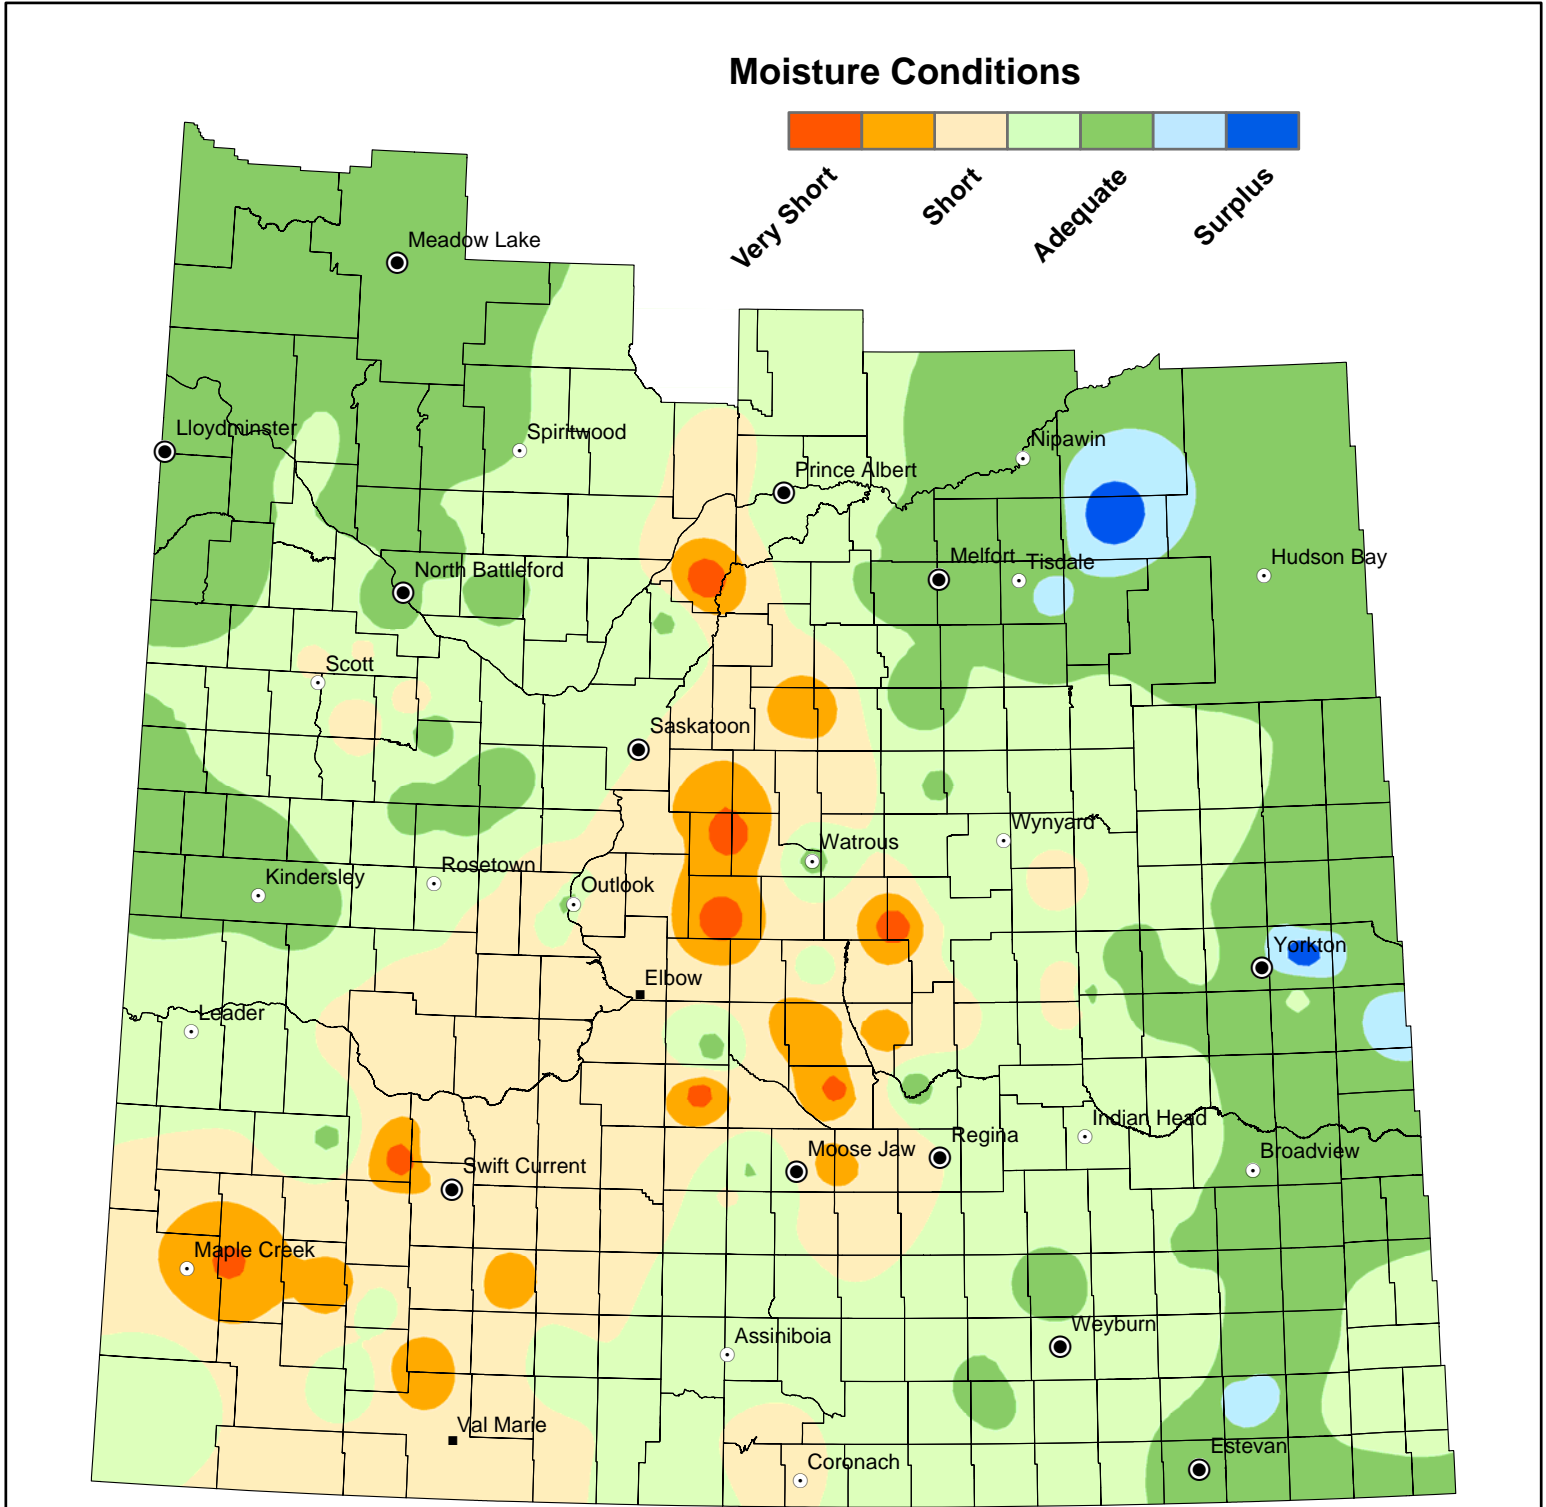 Moisture Conditions
Very Short
Short
Adequate
Surplus
Meadow Lake
Lloydminster
Spiritwood
Nipawin
Prince Albert
North Battleford
Melfort
Tisdale
Hudson Bay
Scott
Saskatoon
Watrous
Wynyard
Kindersley
Rosetown
Outlook
Yorkton
Elbow
Leader
Indian Head
Regina
Moose Jaw
Broadview
Swift Current
Maple Creek
Assiniboia
Weyburn
Val Marie
Estevan
Coronach